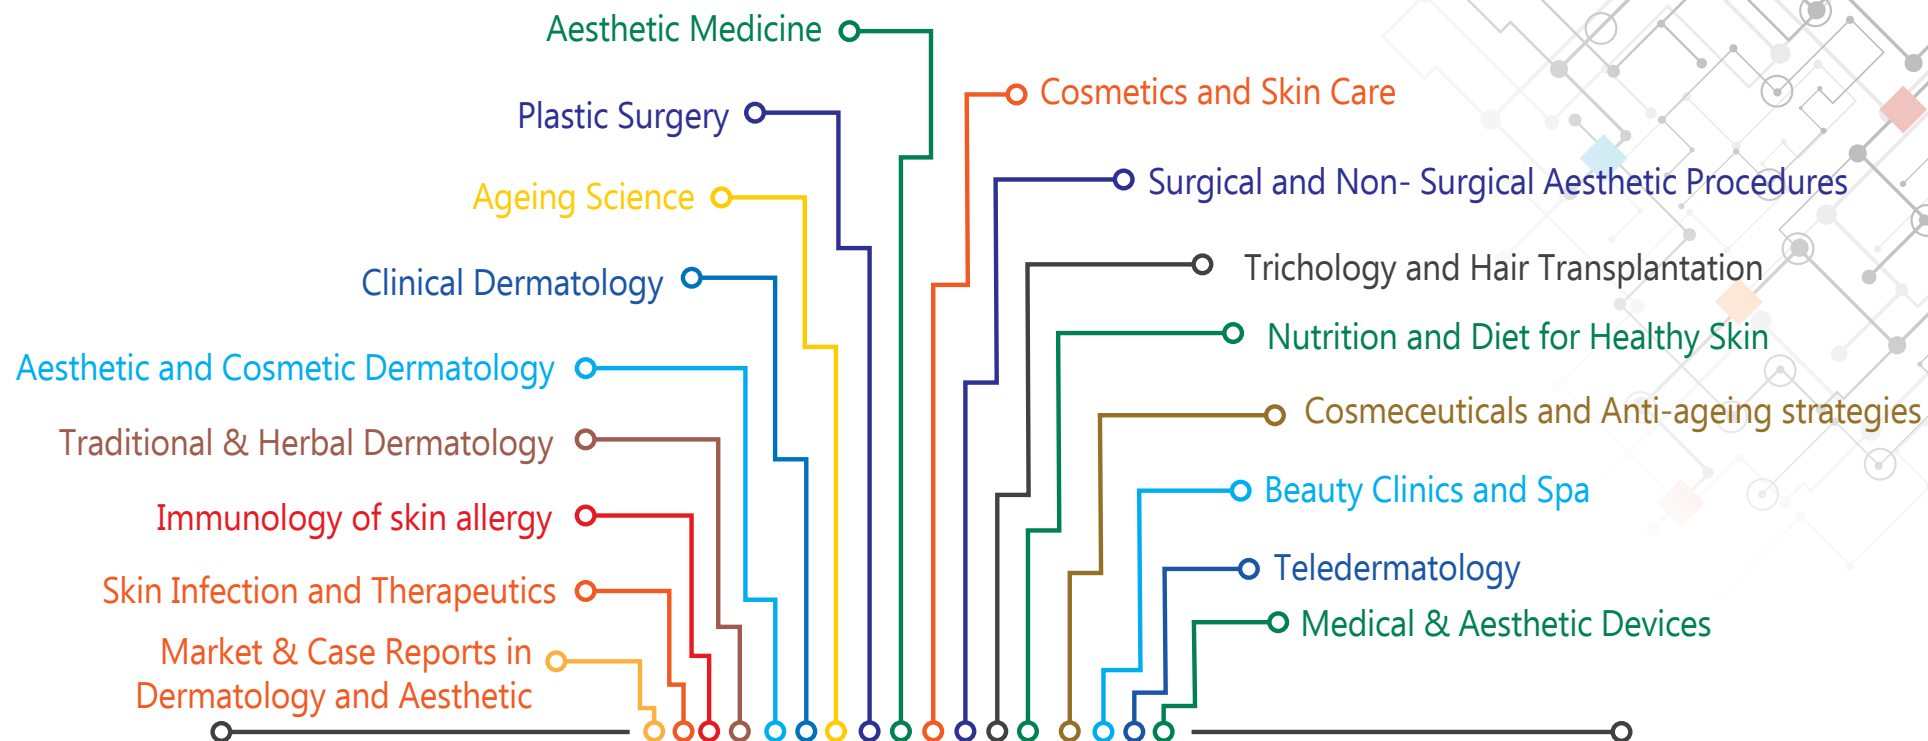 Aesthetic Medicine
Plastic Surgery
Ageing Science
Clinical Dermatology
Aesthetic and Cosmetic Dermatology
Traditional & Herbal Dermatology
Immunology of skin allergy
Skin Infection and Therapeutics
Market & Case Reports in
Dermatology and Aesthetic
Cosmetics and Skin Care
Surgical and Non- Surgical Aesthetic Procedures
Trichology and Hair Transplantation
Nutrition and Diet for Healthy Skin
Cosmeceuticals and Anti-ageing strategies
Beauty Clinics and Spa
Teledermatology
Medical & Aesthetic Devices